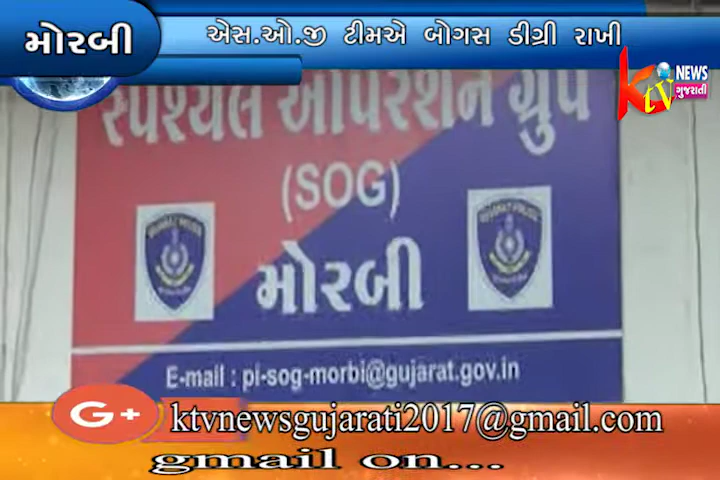 મોરબી
એસ.ઓ.જી ટીમએ બોગસ ડીગ્રી રાખી
Ktv NEWS
ગુજરાતી
સ્પેશ્યલ ઓપરેશન ગ્રુપ
(SOG)
મોરબી
E-mail : pi-sog-morbi@gujarat.gov.in
G+ ktvnewsgujarati2017@gmail.com
gmail on...